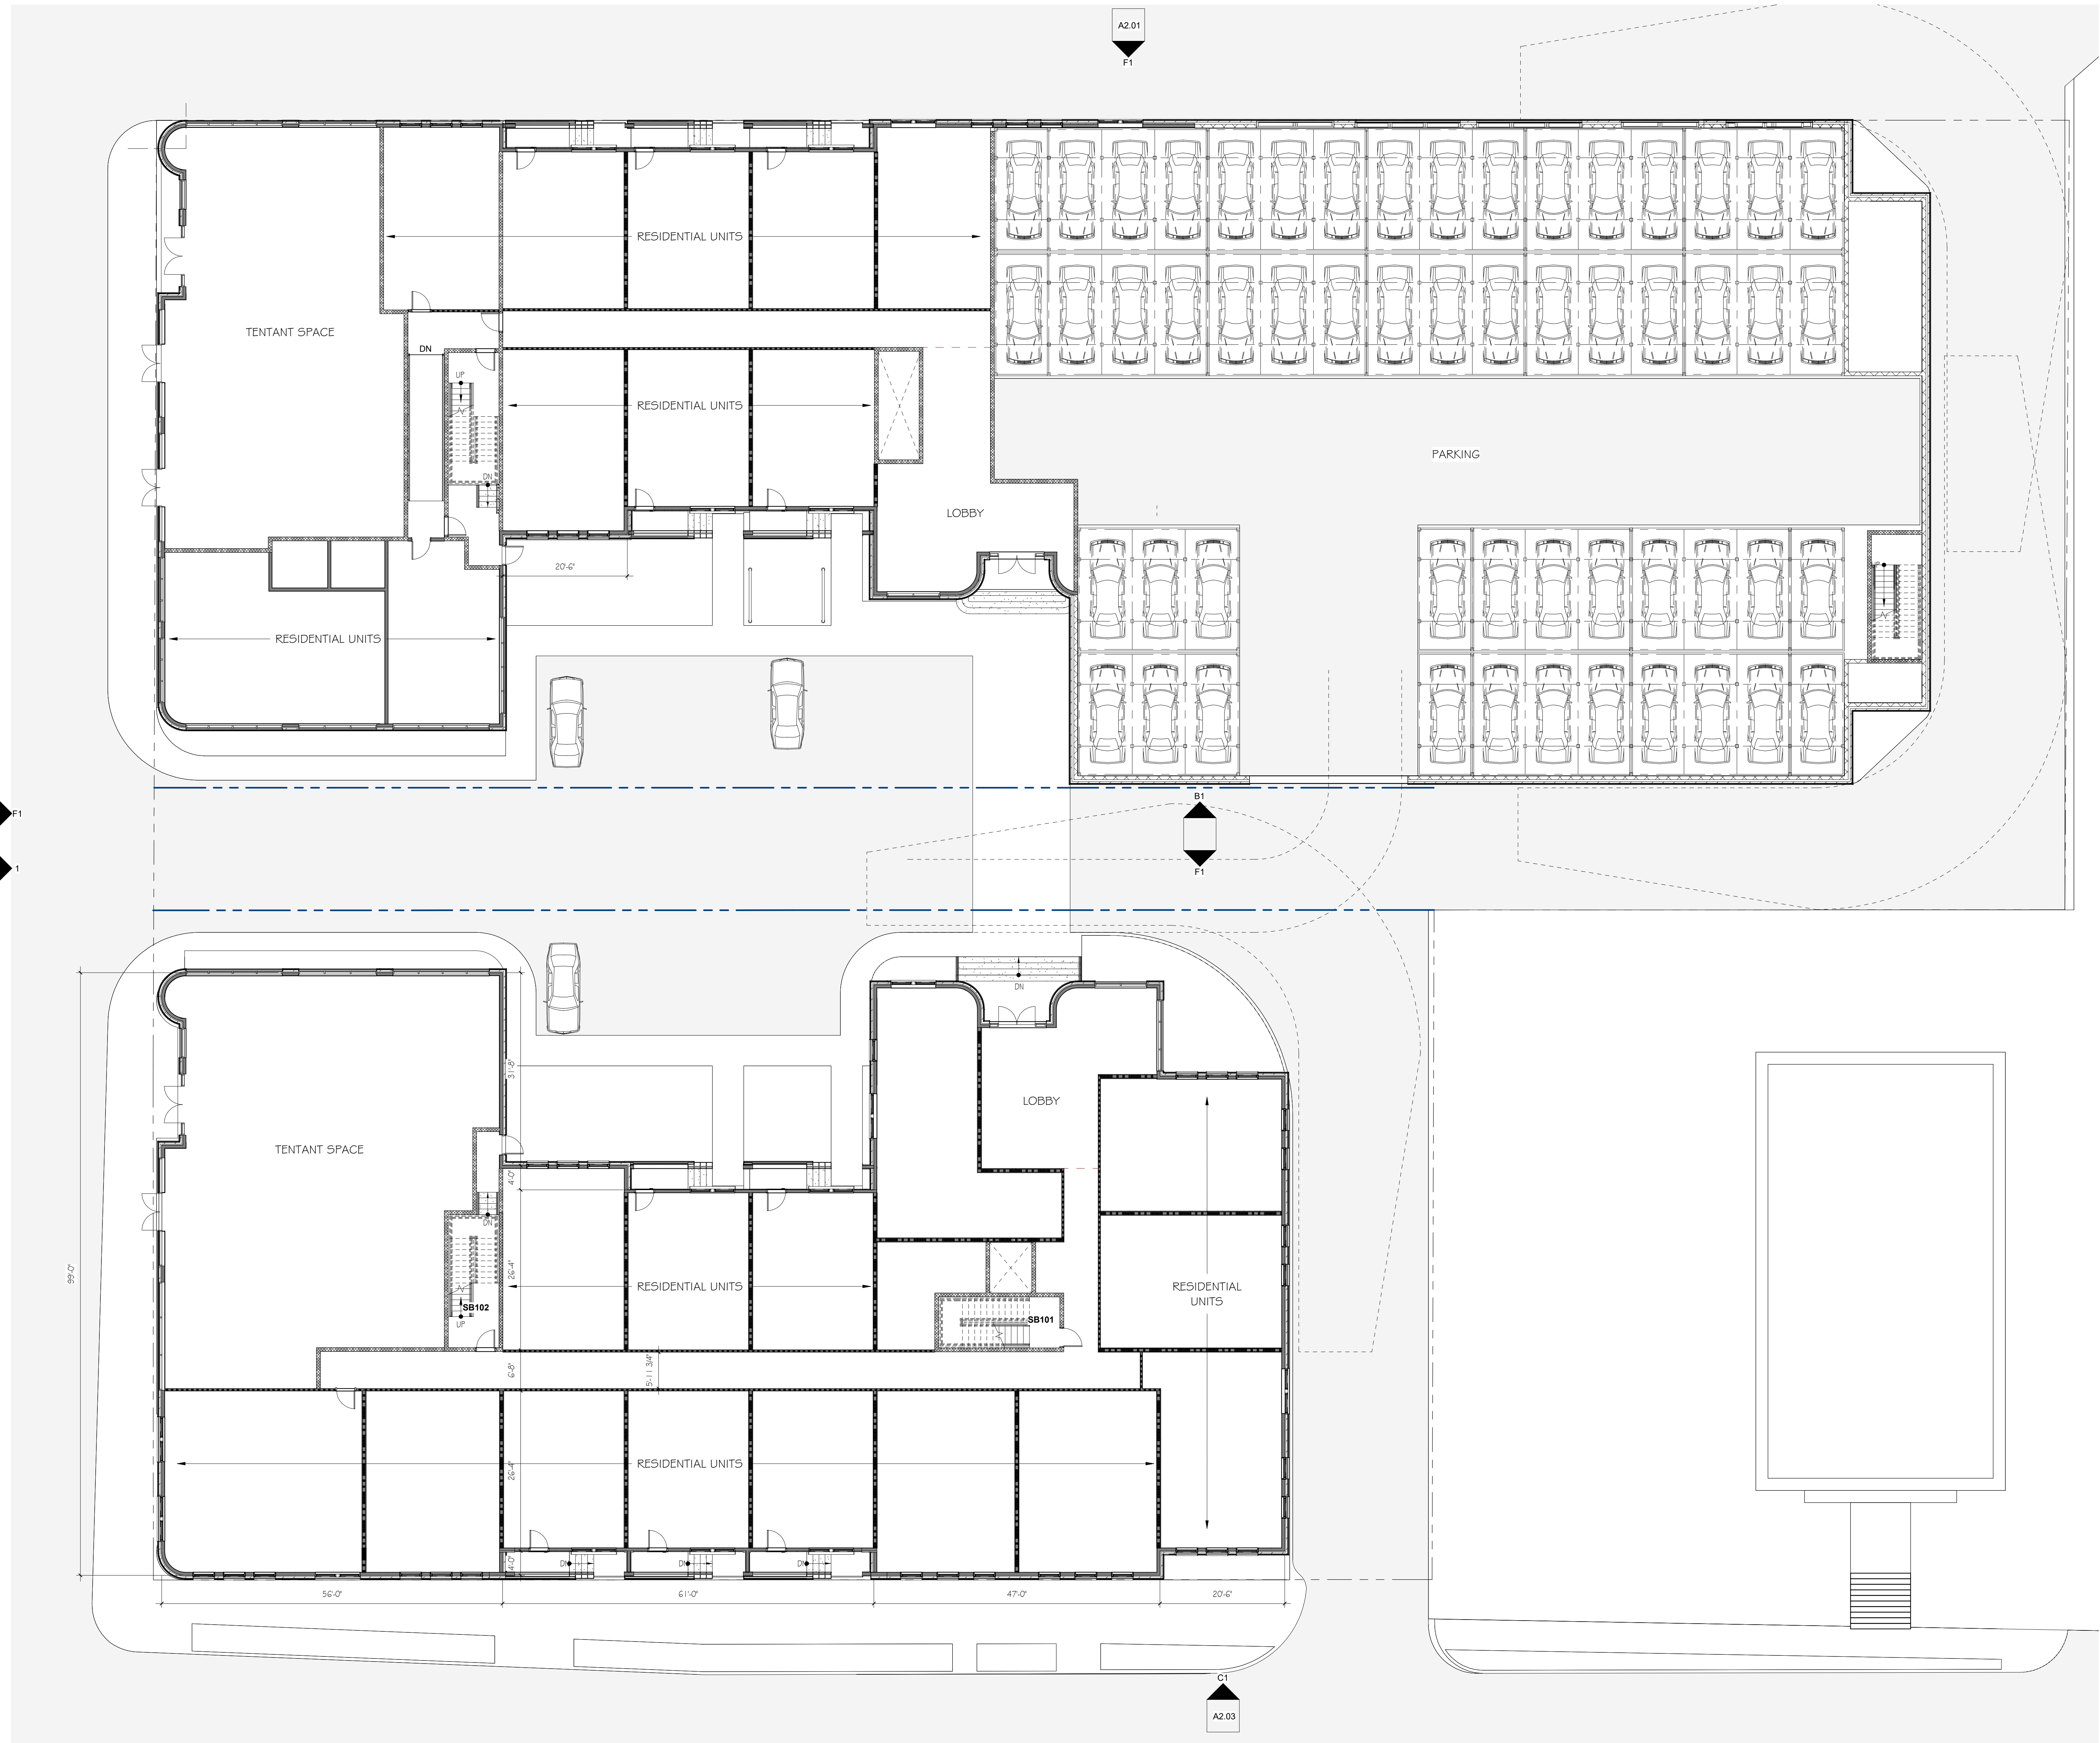 A2.01
F1
RESIDENTIAL UNITS
TENTANT SPACE
DN
UP
RESIDENTIAL UNITS
PARKING
DN
LOBBY
20'-6"
RESIDENTIAL UNITS
B1
F1
F1
1
DN
31'-8"
LOBBY
TENTANT SPACE
4'-0"
DN
99'-0"
26'-4"
RESIDENTIAL UNITS
RESIDENTIAL
UNITS
SB102
UP
SB101
6'-8"
5'-11 3/4"
RESIDENTIAL UNITS
26'-4"
4'-0"
DN
DN
DN
56'-0"
61'-0"
47'-0"
20'-6"
C1
A2.03